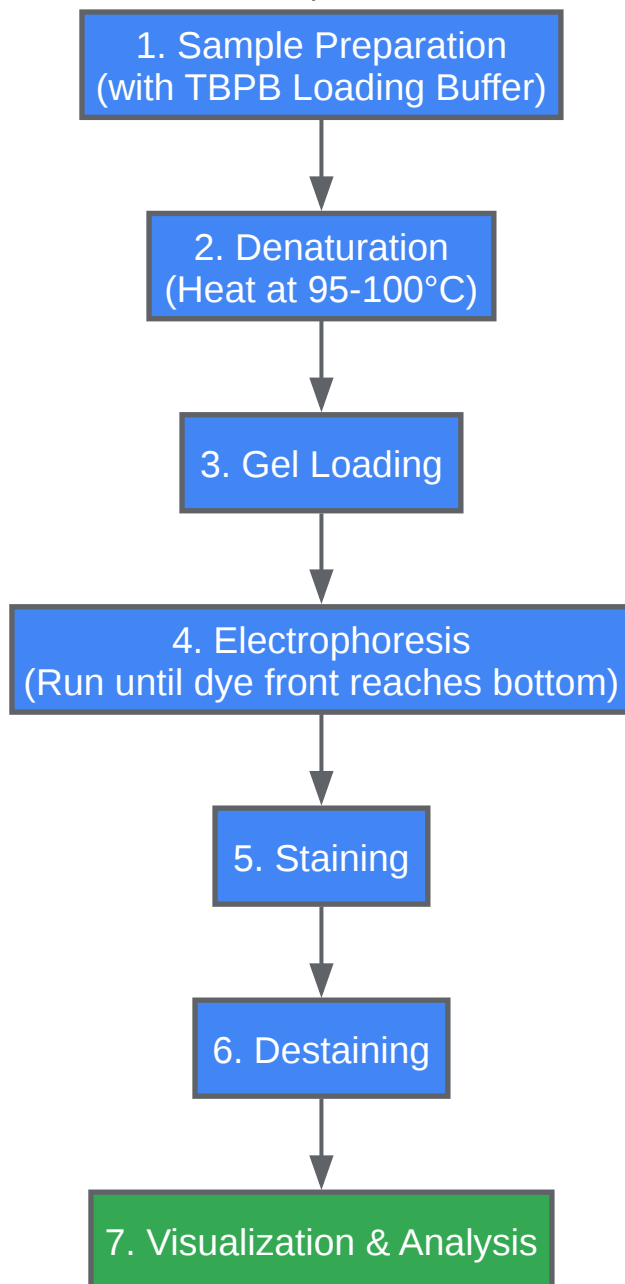 1. Sample Preparation
(with TBPB Loading Buffer)
2. Denaturation
(Heat at 95-100°C)
3. Gel Loading
4. Electrophoresis
(Run until dye front reaches bottom)
5. Staining
6. Destaining
7. Visualization & Analysis